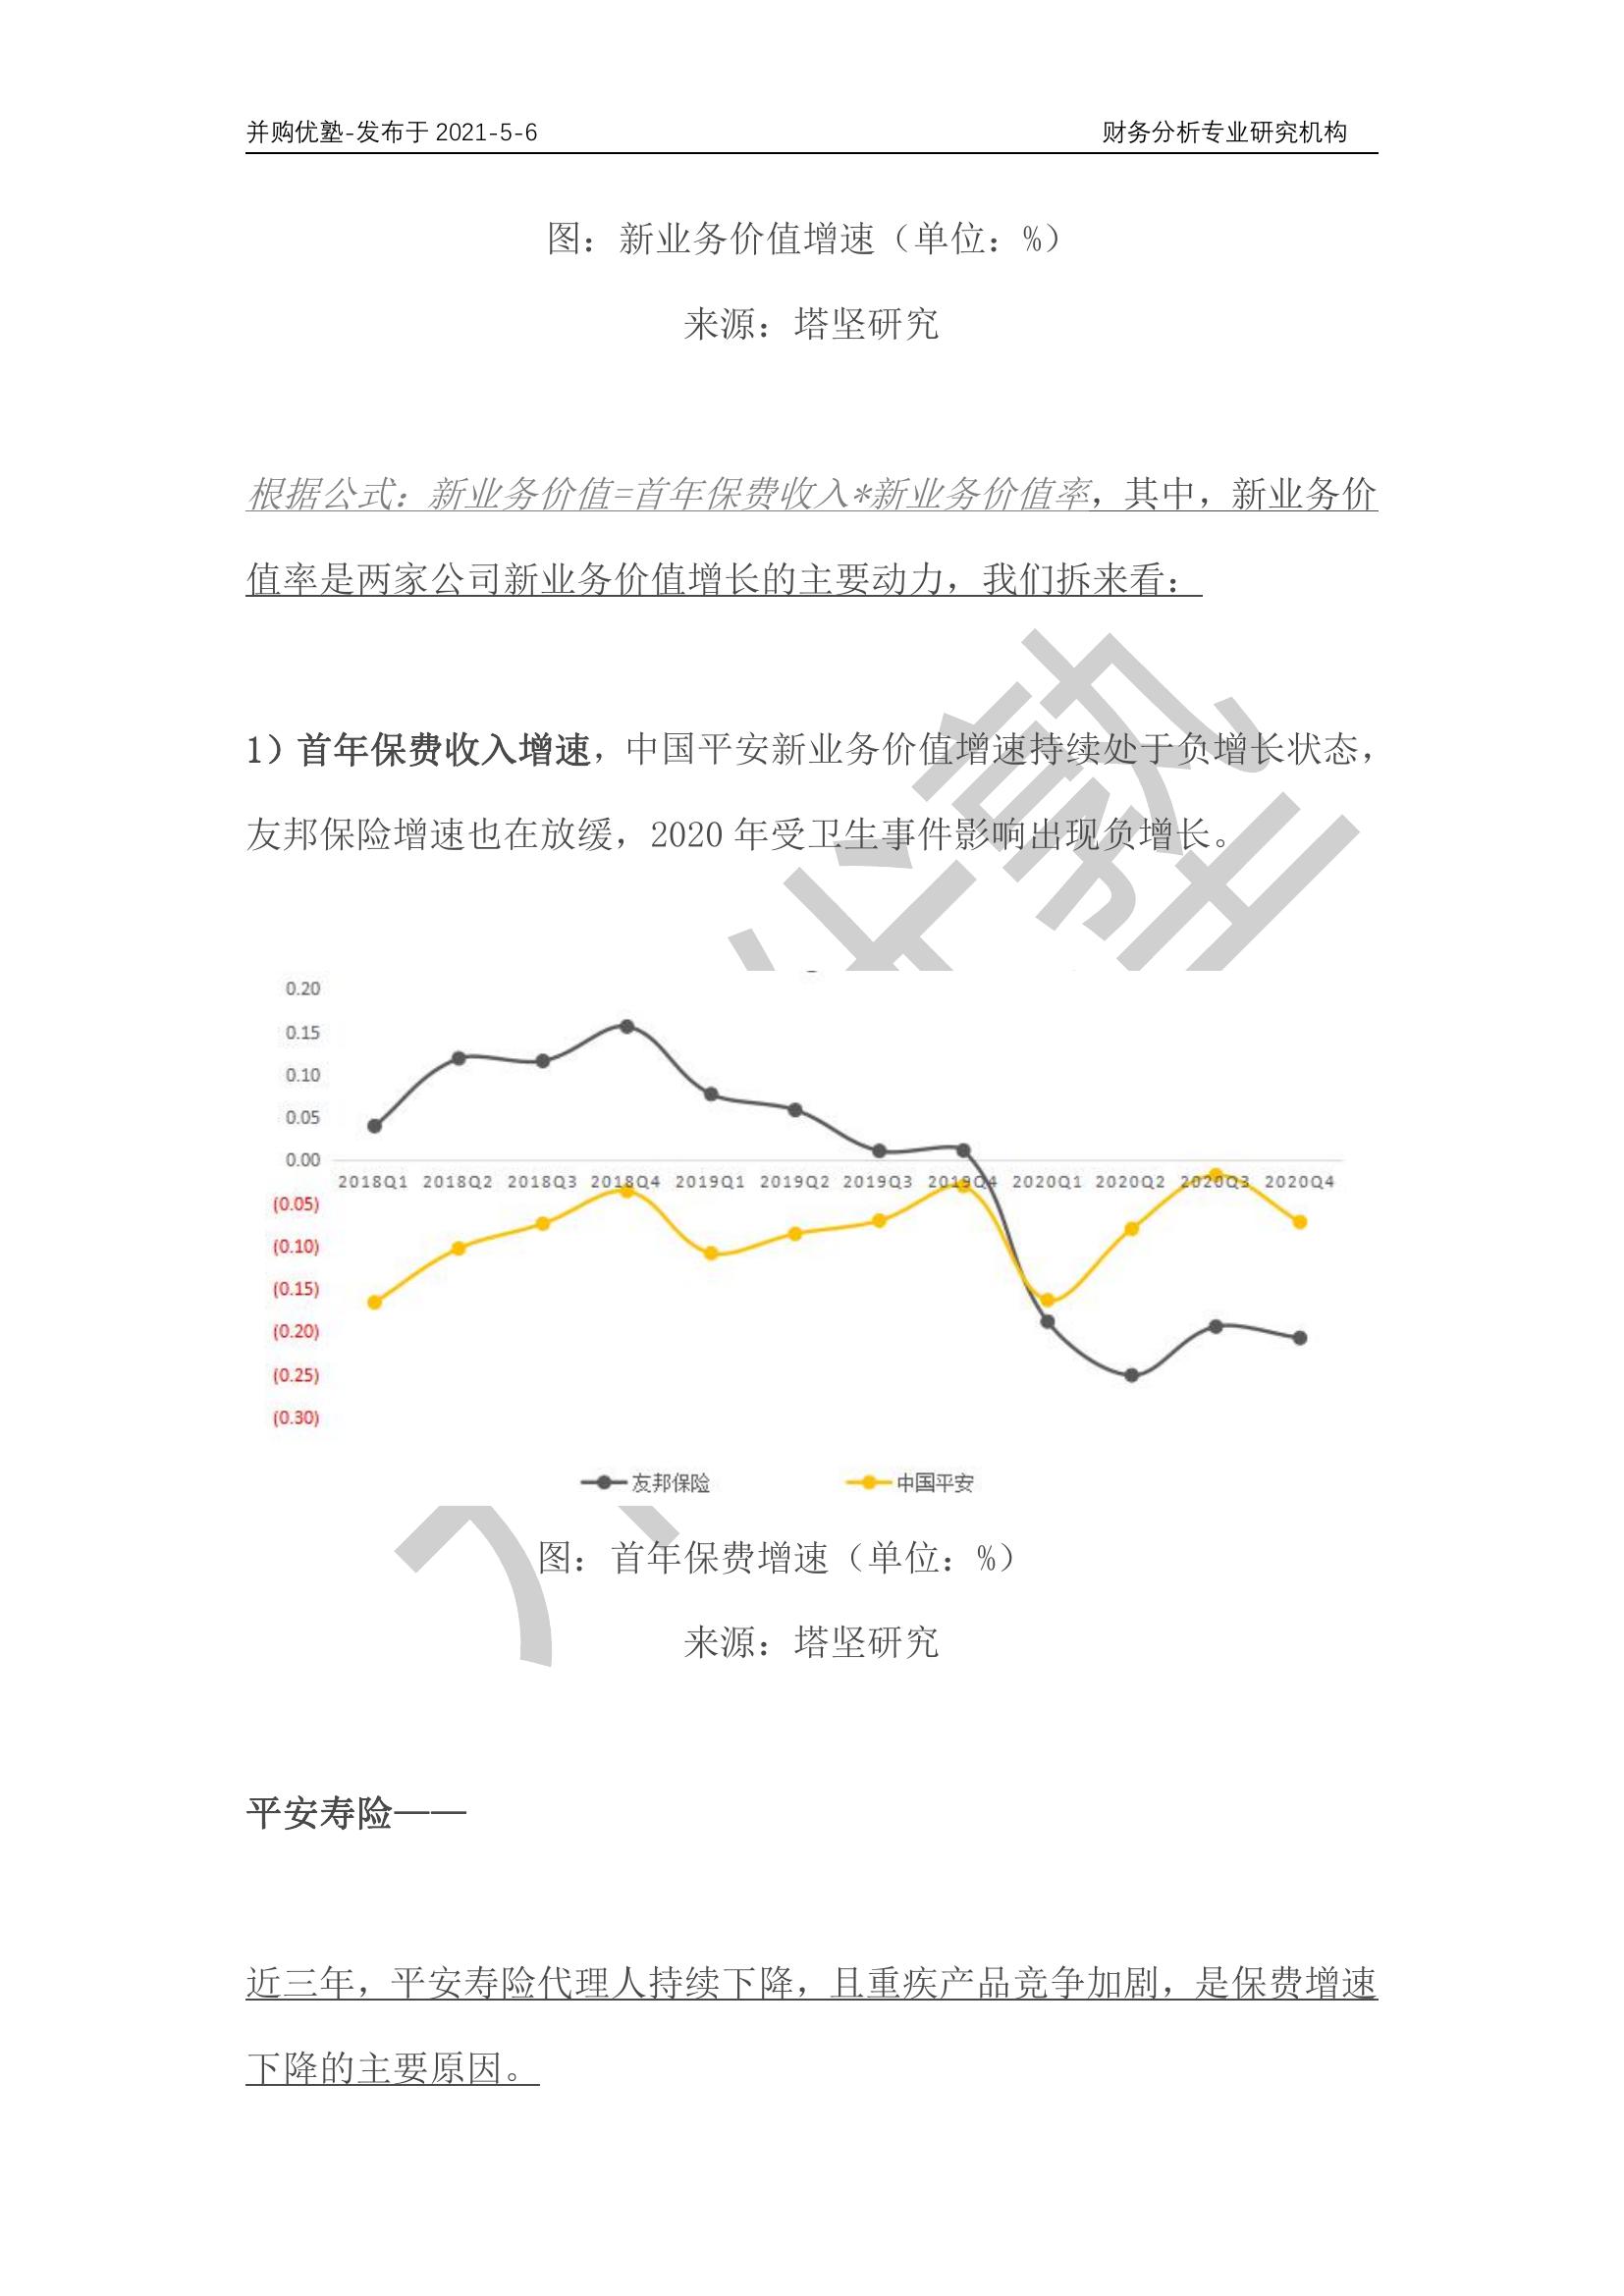 并购优塾-发布于 2021-5-6 财务分析专业研究机构
图：新业务价值增速（单位：%）
来源：塔坚研究
根据公式：新业务价值=首年保费收入*新业务价值率，其中，新业务价
值率是两家公司新业务价值增长的主要动力，我们拆来看：
1）首年保费收入增速，中国平安新业务价值增速持续处于负增长状态，
友邦保险增速也在放缓，2020 年受卫生事件影响出现负增长。
0.20
0.15
0.10
0.05
0.00
2018Q1 2018Q2 2018Q3 2018Q4 2019Q1 2019Q2 2019Q3 2019Q4 2020Q1 2020Q2 2020Q3 2020Q4
(0.05)
(0.10)
(0.15)
(0.20)
(0.25)
(0.30)
友邦保险 中国平安
图：首年保费增速（单位：%）
来源：塔坚研究
平安寿险——
近三年，平安寿险代理人持续下降，且重疾产品竞争加剧，是保费增速
下降的主要原因。